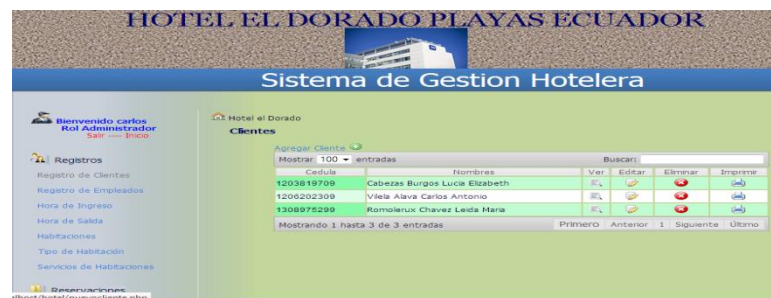 HOTEL EL DORADO PLAYAS ECUADOR
Sistema de Gestion Hotelera
Bienvenido carlos
Rol Administrador
Salir ---- Inicio
Hotel el Dorado
Clientes
Agregar Cliente
Mostrar 100 entradas Buscar:
Cedula Nombres Ver Editar Eliminar Imprimir
1203819709 Cabezas Burgos Lucia Elizabeth
1206202309 Vilela Alava Carlos Antonio
1308975299 Romolerux Chavez Leida Maria
Mostrando 1 hasta 3 de 3 entradas Primero Anterior 1 Siguiente Último
Registros
Registro de Clientes
Registro de Empleados
Hora de Ingreso
Hora de Salida
Habitaciones
Tipo de Habitación
Servicios de Habitaciones
Reservaciones